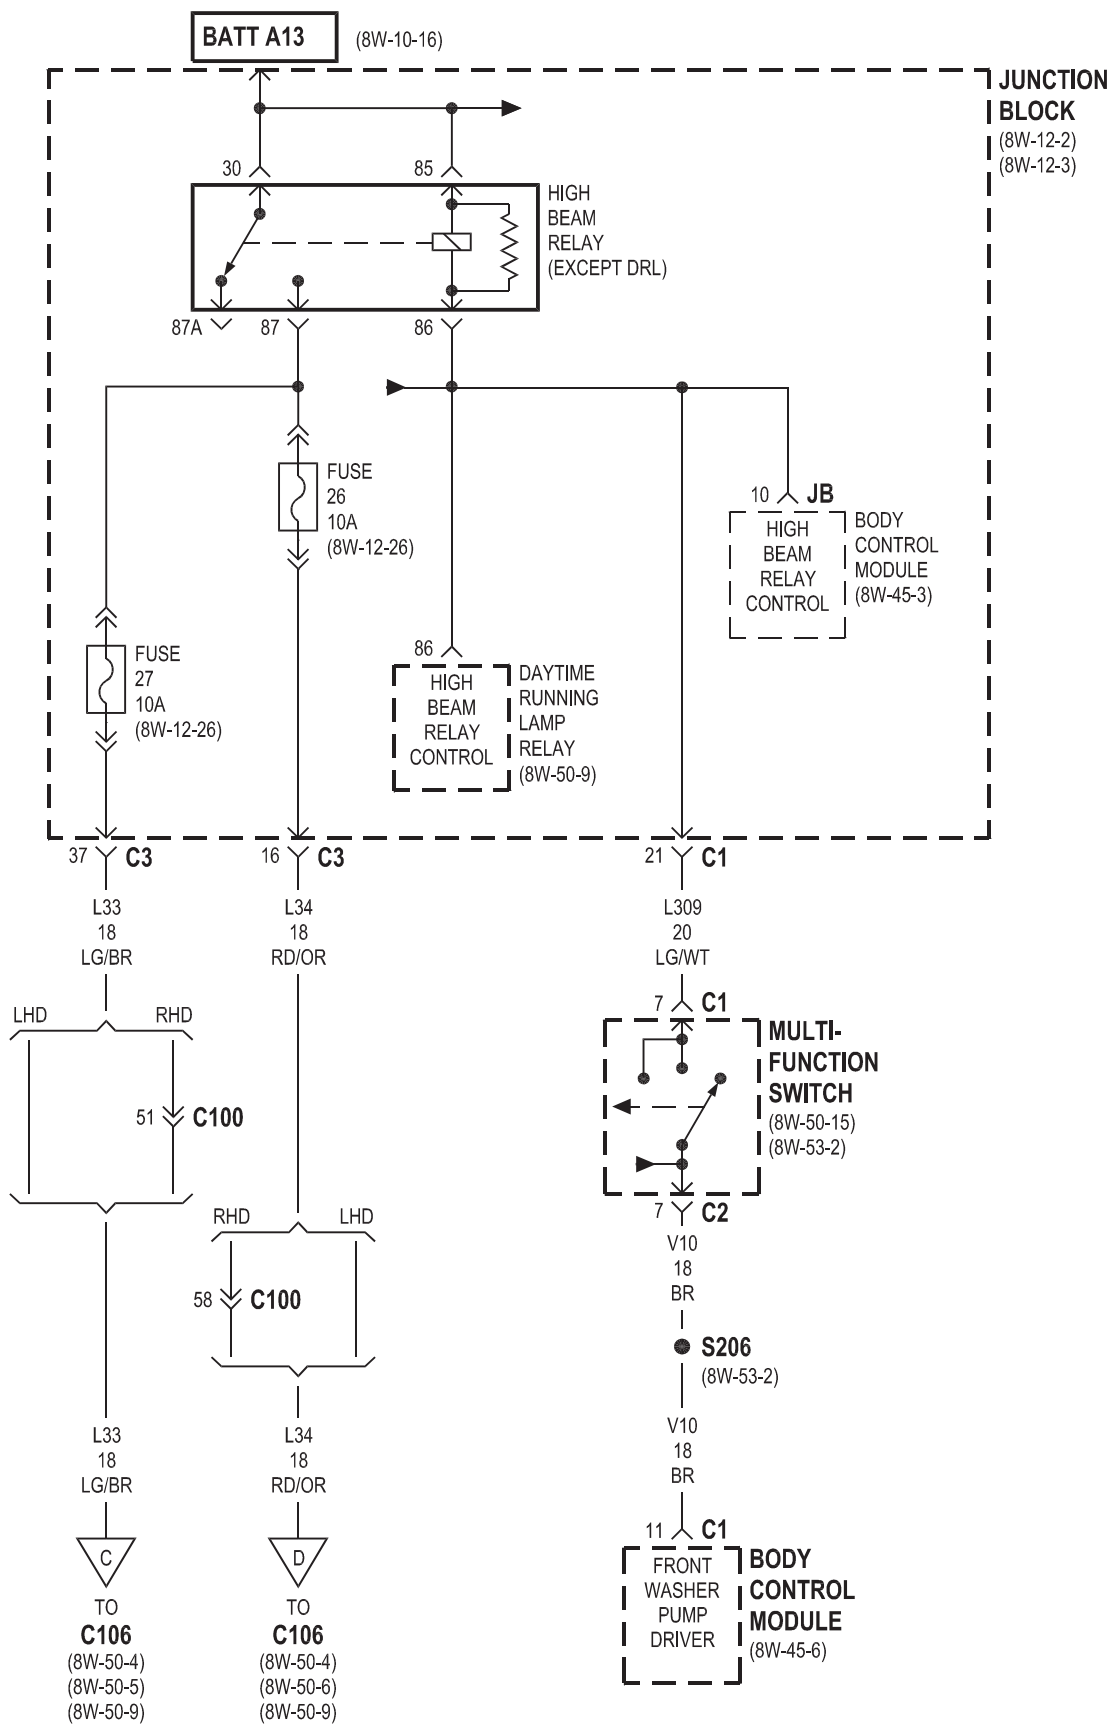 BATT A13
(8W-10-16)
JUNCTION
BLOCK
(8W-12-2)
(8W-12-3)
30
85
HIGH
BEAM
RELAY
(EXCEPT DRL)
87A
87
86
FUSE
26
10A
(8W-12-26)
10
JB
HIGH
BEAM
RELAY
CONTROL
BODY
CONTROL
MODULE
(8W-45-3)
FUSE
27
10A
(8W-12-26)
86
HIGH
BEAM
RELAY
CONTROL
DAYTIME
RUNNING
LAMP
RELAY
(8W-50-9)
37
C3
16
C3
21
C1
L33
18
LG/BR
L34
18
RD/OR
L309
20
LG/WT
LHD
RHD
51
C100
7
C1
MULTI-
FUNCTION
SWITCH
(8W-50-15)
(8W-53-2)
7
C2
RHD
LHD
58
C100
V10
18
BR
S206
(8W-53-2)
L33
18
LG/BR
L34
18
RD/OR
V10
18
BR
C
TO
C106
(8W-50-4)
(8W-50-5)
(8W-50-9)
D
TO
C106
(8W-50-4)
(8W-50-6)
(8W-50-9)
11
C1
FRONT
WASHER
PUMP
DRIVER
BODY
CONTROL
MODULE
(8W-45-6)